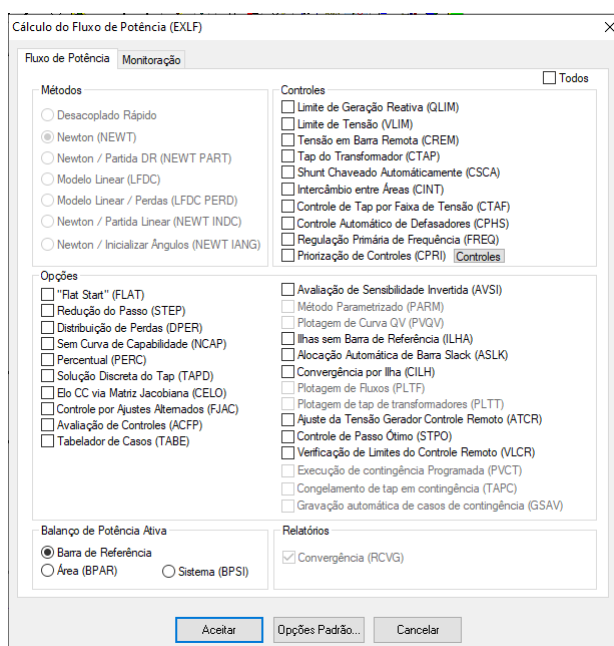 Cálculo do Fluxo de Potência (EXLF)
Fluxo de Potência
Monitoração
Todos
Métodos
Desacoplado Rápido
Newton (NEWT)
Newton / Partida DR (NEWT PART)
Modelo Linear (LFDC)
Modelo Linear / Perdas (LFDC PERD)
Newton / Partida Linear (NEWT INDC)
Newton / Inicializar Ângulos (NEWT IANG)
Controles
Limite de Geração Reativa (QLIM)
Limite de Tensão (VLIM)
Tensão em Barra Remota (CREM)
Tap do Transformador (CTAP)
Shunt Chaveado Automáticamente (CSCA)
Intercâmbio entre Áreas (CINT)
Controle de Tap por Faixa de Tensão (CTAF)
Controle Automático de Defasadores (CPHS)
Regulação Primária de Frequência (FREQ)
Priorização de Controles (CPRI) Controles
Opções
"Flat Start" (FLAT)
Redução do Passo (STEP)
Distribuição de Perdas (DPER)
Sem Curva de Capabilidade (NCAP)
Percentual (PERC)
Solução Discreta do Tap (TAPD)
Elo CC via Matriz Jacobiana (CELO)
Controle por Ajustes Alternados (FJAC)
Avaliação de Controles (ACFP)
Tabelador de Casos (TABE)
Avaliação de Sensibilidade Invertida (AVSI)
Método Parametrizado (PARM)
Plotagem de Curva QV (PVQV)
Ilhas sem Barra de Referência (ILHA)
Alocação Automática de Barra Slack (ASLK)
Convergência por Ilha (CILH)
Plotagem de Fluxos (PLTF)
Plotagem de tap de transformadores (PLTT)
Ajuste da Tensão Gerador Controle Remoto (ATCR)
Controle de Passo Ótimo (STPO)
Verificação de Limites do Controle Remoto (VLCR)
Execução de contingência Programada (PVCT)
Congelamento de tap em contingência (TAPC)
Gravação automática de casos de contingência (GSAV)
Balanço de Potência Ativa
Barra de Referência
Área (BPAR) Sistema (BPSI)
Relatórios
Convergência (RCVG)
Aceitar Opções Padrão... Cancelar